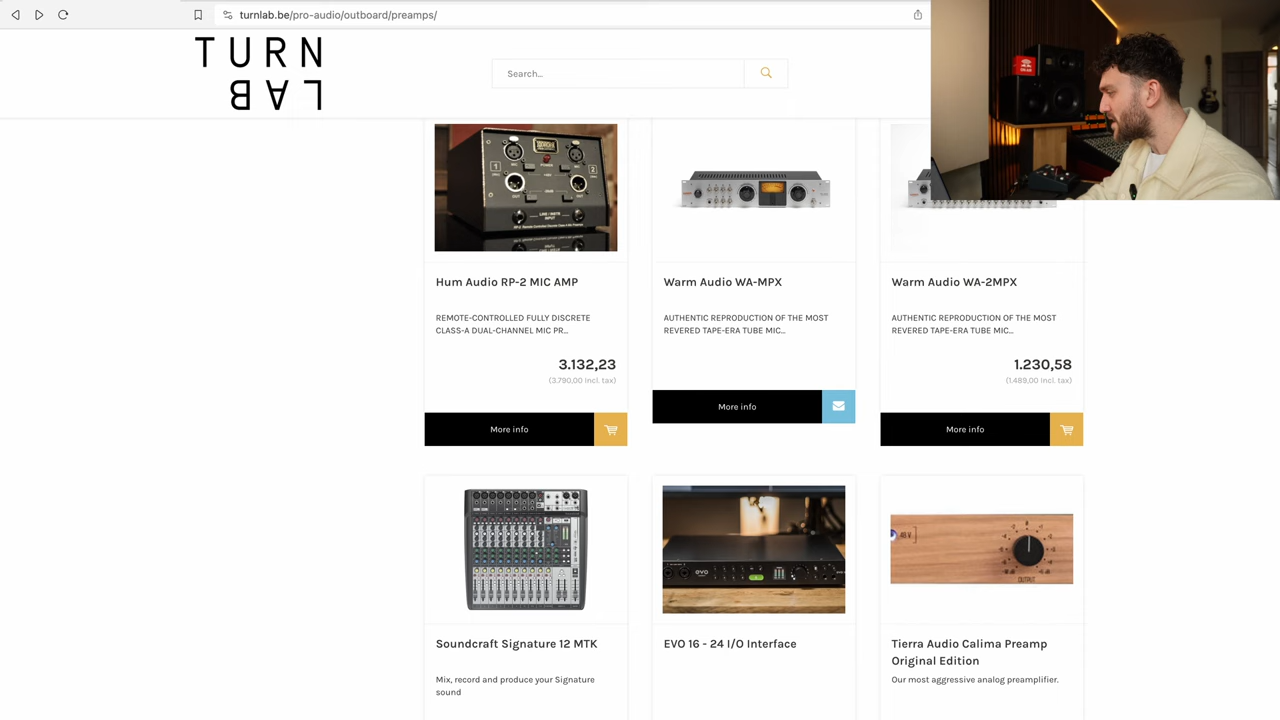 turnlab.be/pro-audio/outboard/preamps/
TURN
LAB
Search...
Hum Audio RP-2 MIC AMP
REMOTE-CONTROLLED FULLY DISCRETE
CLASS-A DUAL-CHANNEL MIC PR...
3.132,23
(3.790,00 Incl. tax)
More info
Warm Audio WA-MPX
AUTHENTIC REPRODUCTION OF THE MOST
REVERED TAPE-ERA TUBE MIC...
More info
Warm Audio WA-2MPX
AUTHENTIC REPRODUCTION OF THE MOST
REVERED TAPE-ERA TUBE MIC...
1.230,58
(1.489,00 Incl. tax)
More info
Soundcraft Signature 12 MTK
Mix, record and produce your Signature
sound
evo
EVO 16 - 24 I/O Interface
48V
OUTPUT
Tierra Audio Calima Preamp
Original Edition
Our most aggressive analog preamplifier.